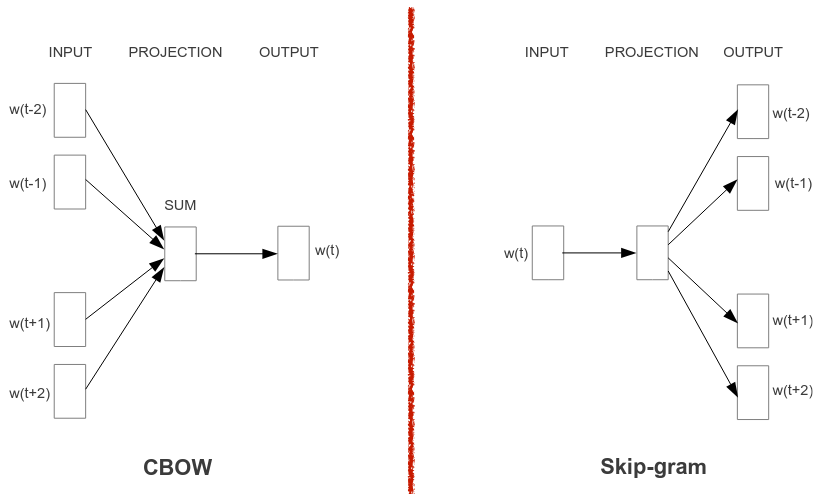 INPUT PROJECTION OUTPUT
w(t-2)
w(t-1)
SUM
w(t)
w(t+1)
w(t+2)
CBOW
INPUT PROJECTION OUTPUT
w(t-2)
w(t-1)
w(t)
w(t+1)
w(t+2)
Skip-gram